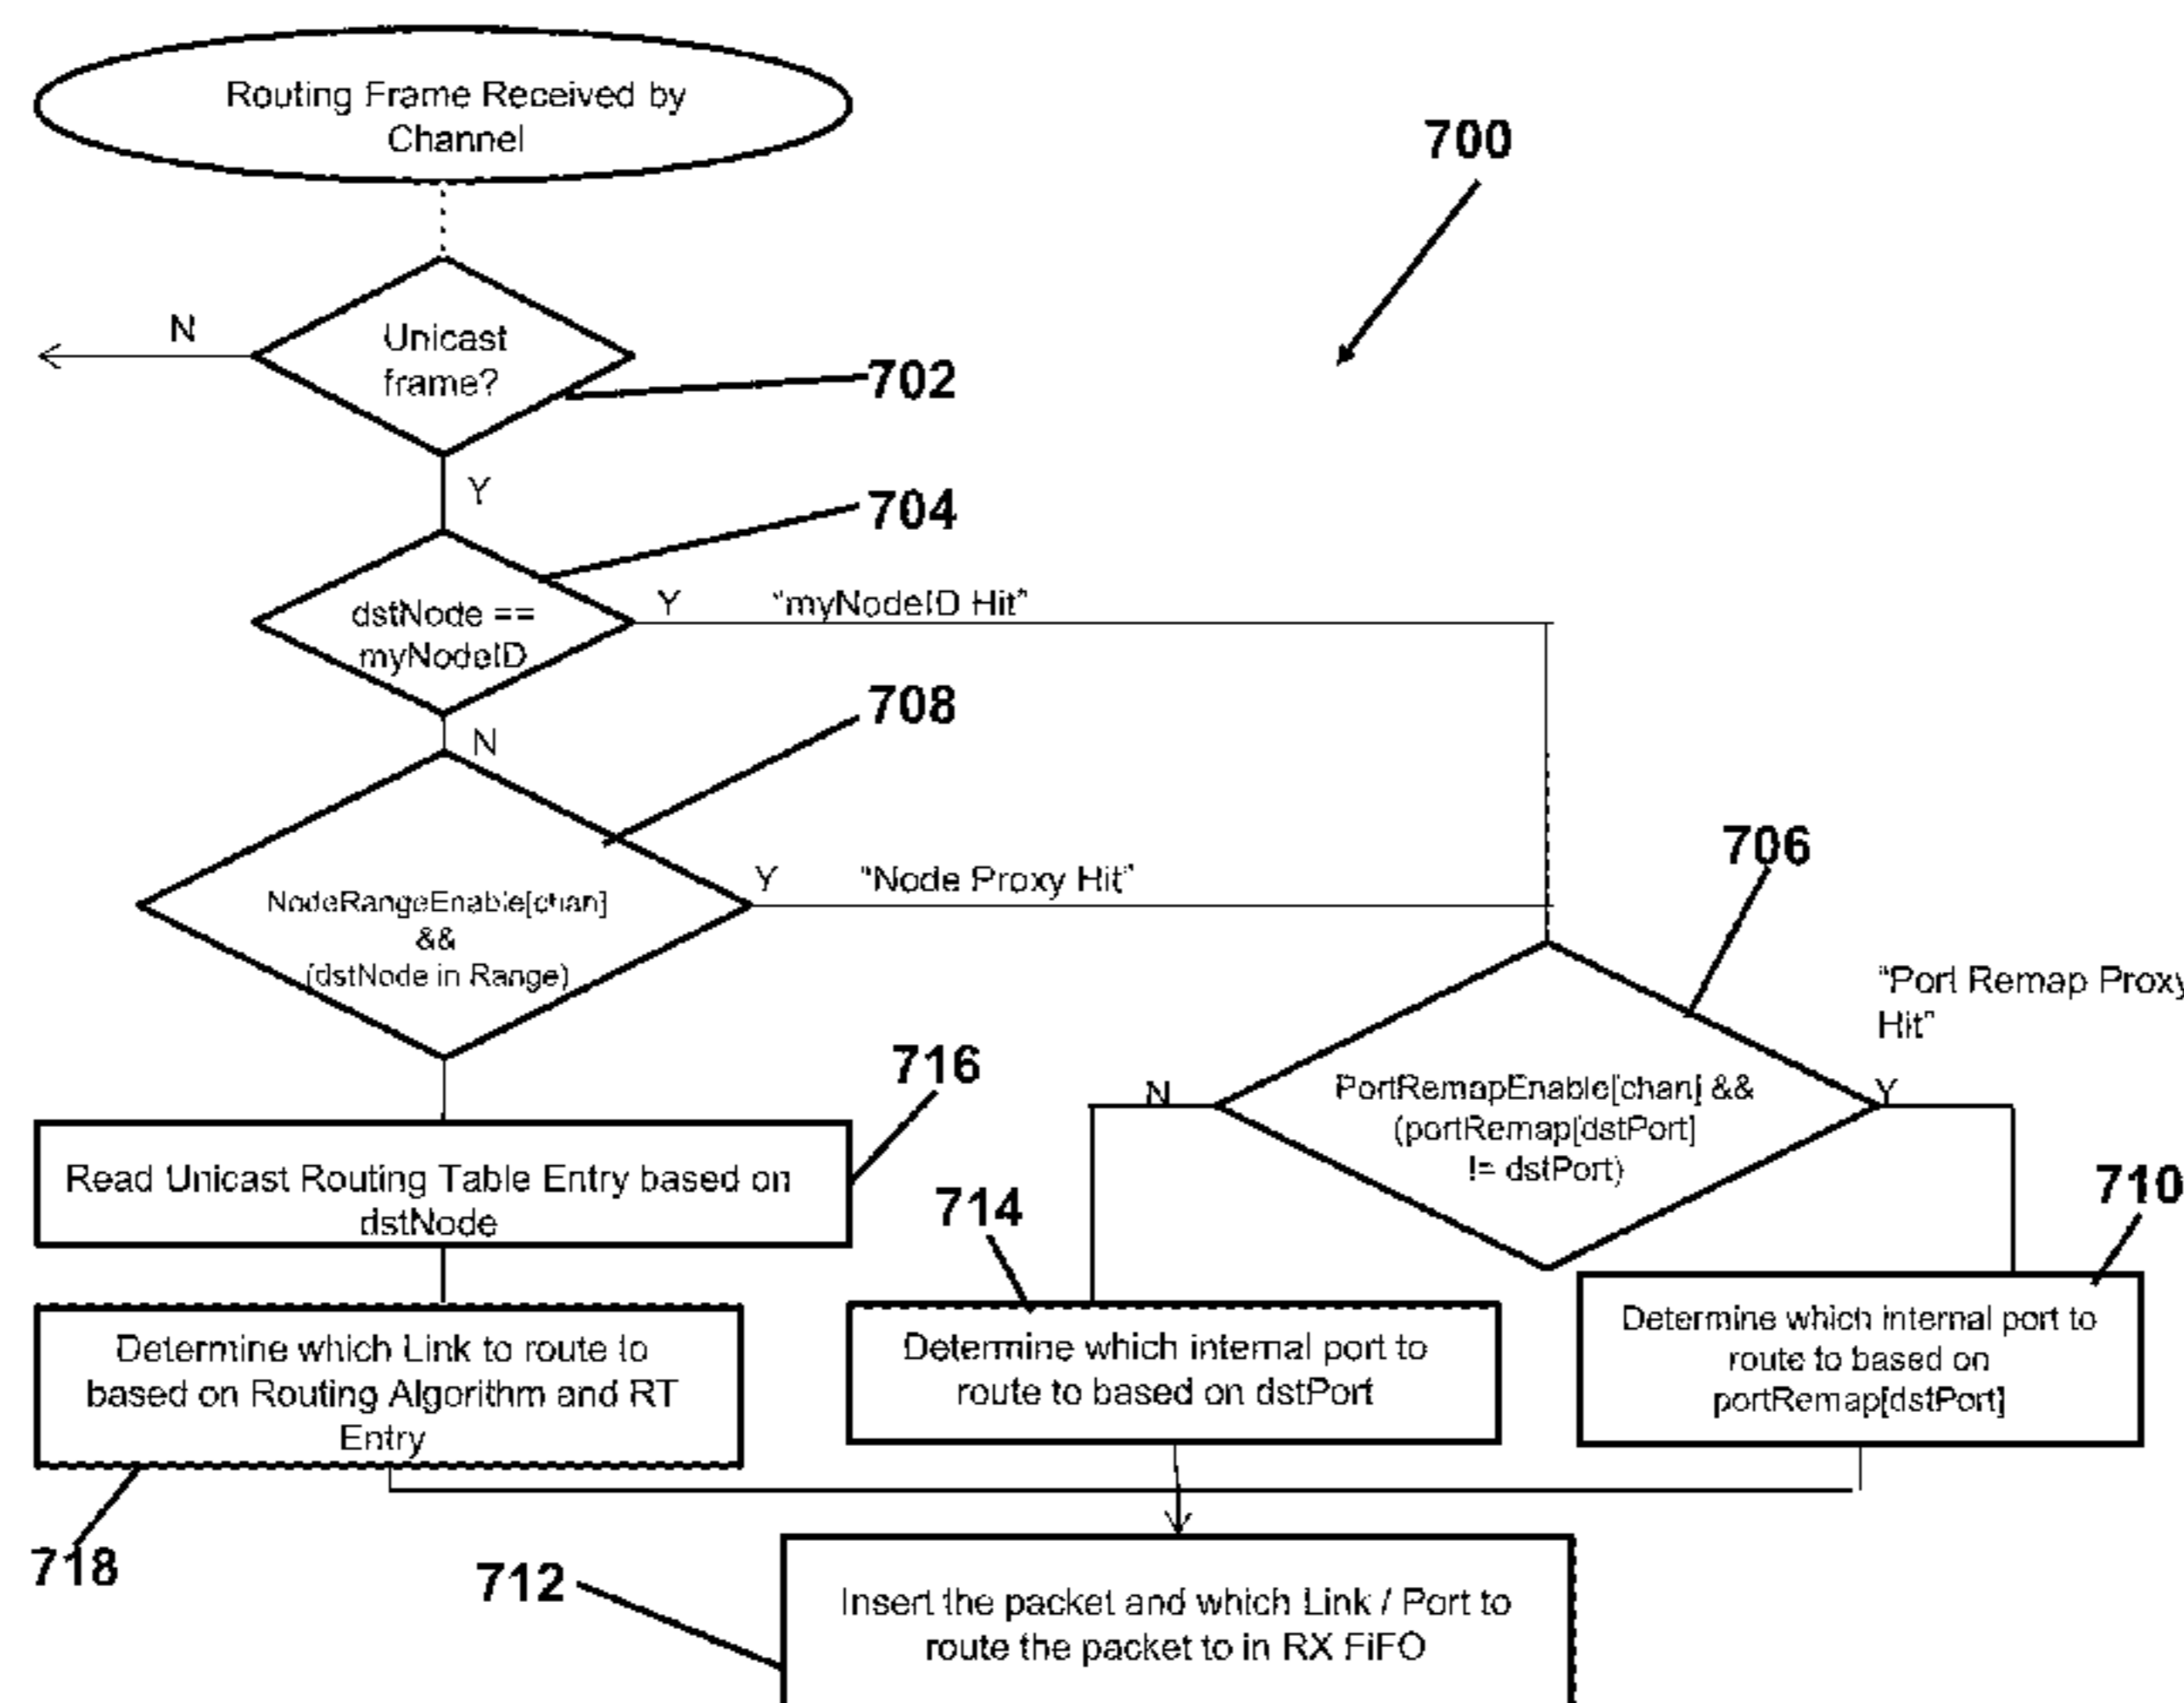 Routing Frame Received by
Channel
700
Unicast
frame?
N
702
Y
704
dstNode ==
myNodeID
Y
"myNodeID Hit"
708
N
706
NodeRangeEnable[chan]
&&
(dstNode in Range)
Y
"Node Proxy Hit"
"Port Remap Proxy
Hit"
716
N
PortRemapEnable[chan] &&
(portRemap[dstPort]
!= dstPort)
Y
Read Unicast Routing Table Entry based on
dstNode
714
710
Determine which Link to route to
based on Routing Algorithm and RT
Entry
Determine which internal port to
route to based on dstPort
Determine which internal port to
route to based on
portRemap[dstPort]
718
712
Insert the packet and which Link / Port to
route the packet to in RX FiFO